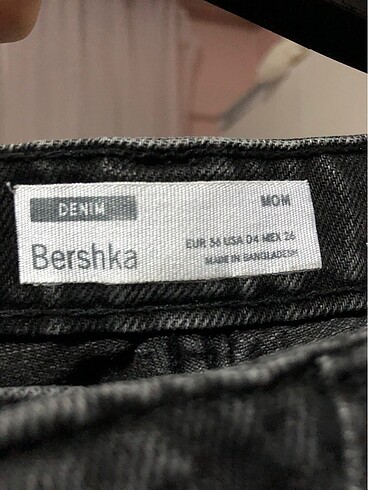 DENIM
MOM
Bershka
EUR 36 USA 04 MEX 26
MADE IN BANGLADESH